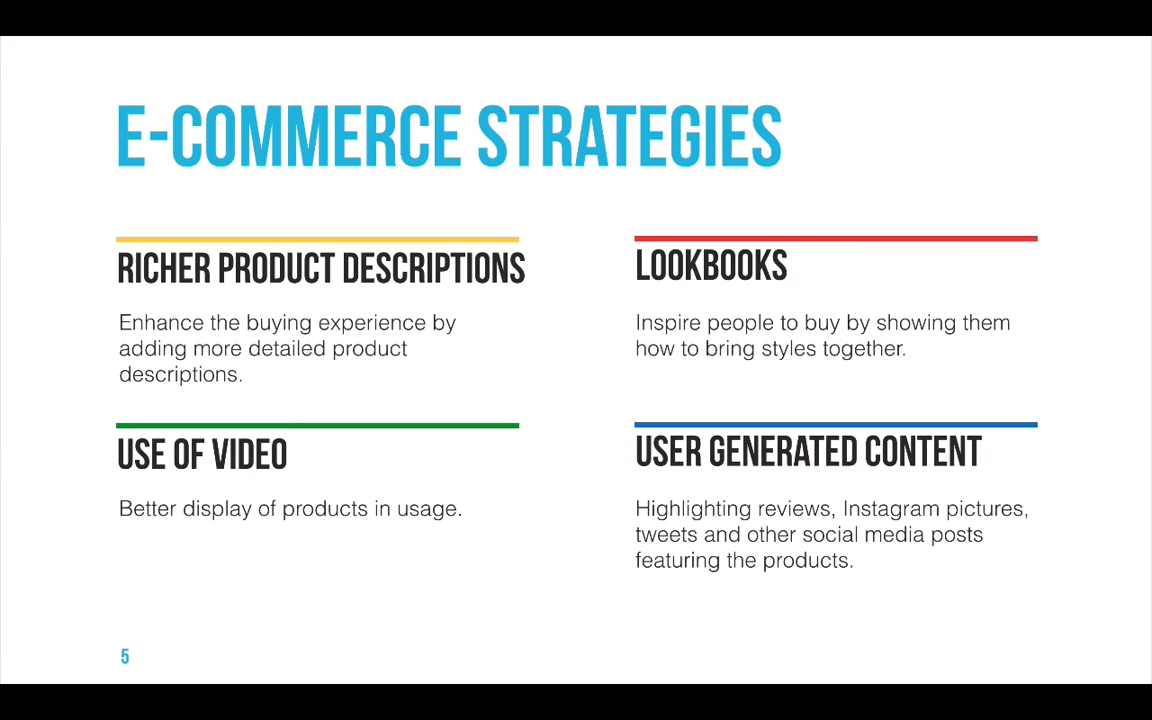 E-COMMERCE STRATEGIES
RICHER PRODUCT DESCRIPTIONS
Enhance the buying experience by
adding more detailed product
descriptions.
LOOKBOOKS
Inspire people to buy by showing them
how to bring styles together.
USE OF VIDEO
Better display of products in usage.
USER GENERATED CONTENT
Highlighting reviews, Instagram pictures,
tweets and other social media posts
featuring the products.
5